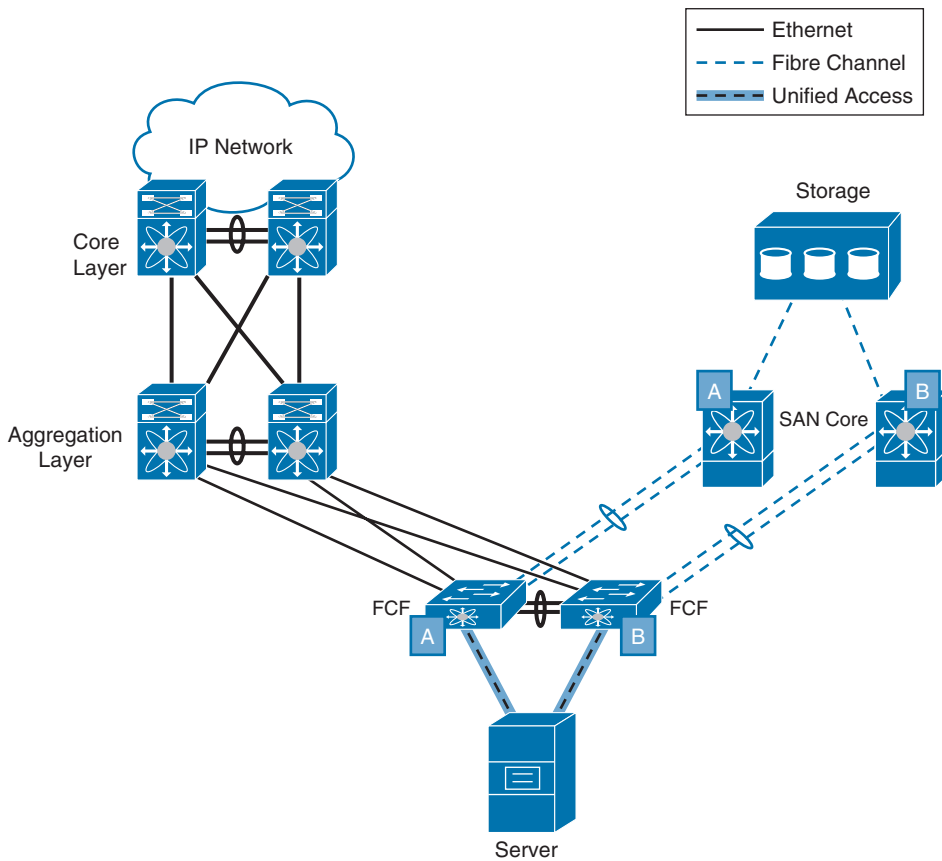 Ethernet
Fibre Channel
Unified Access
IP Network
Storage
Core
Layer
A
B
SAN Core
Aggregation
Layer
FCF
FCF
A
B
Server